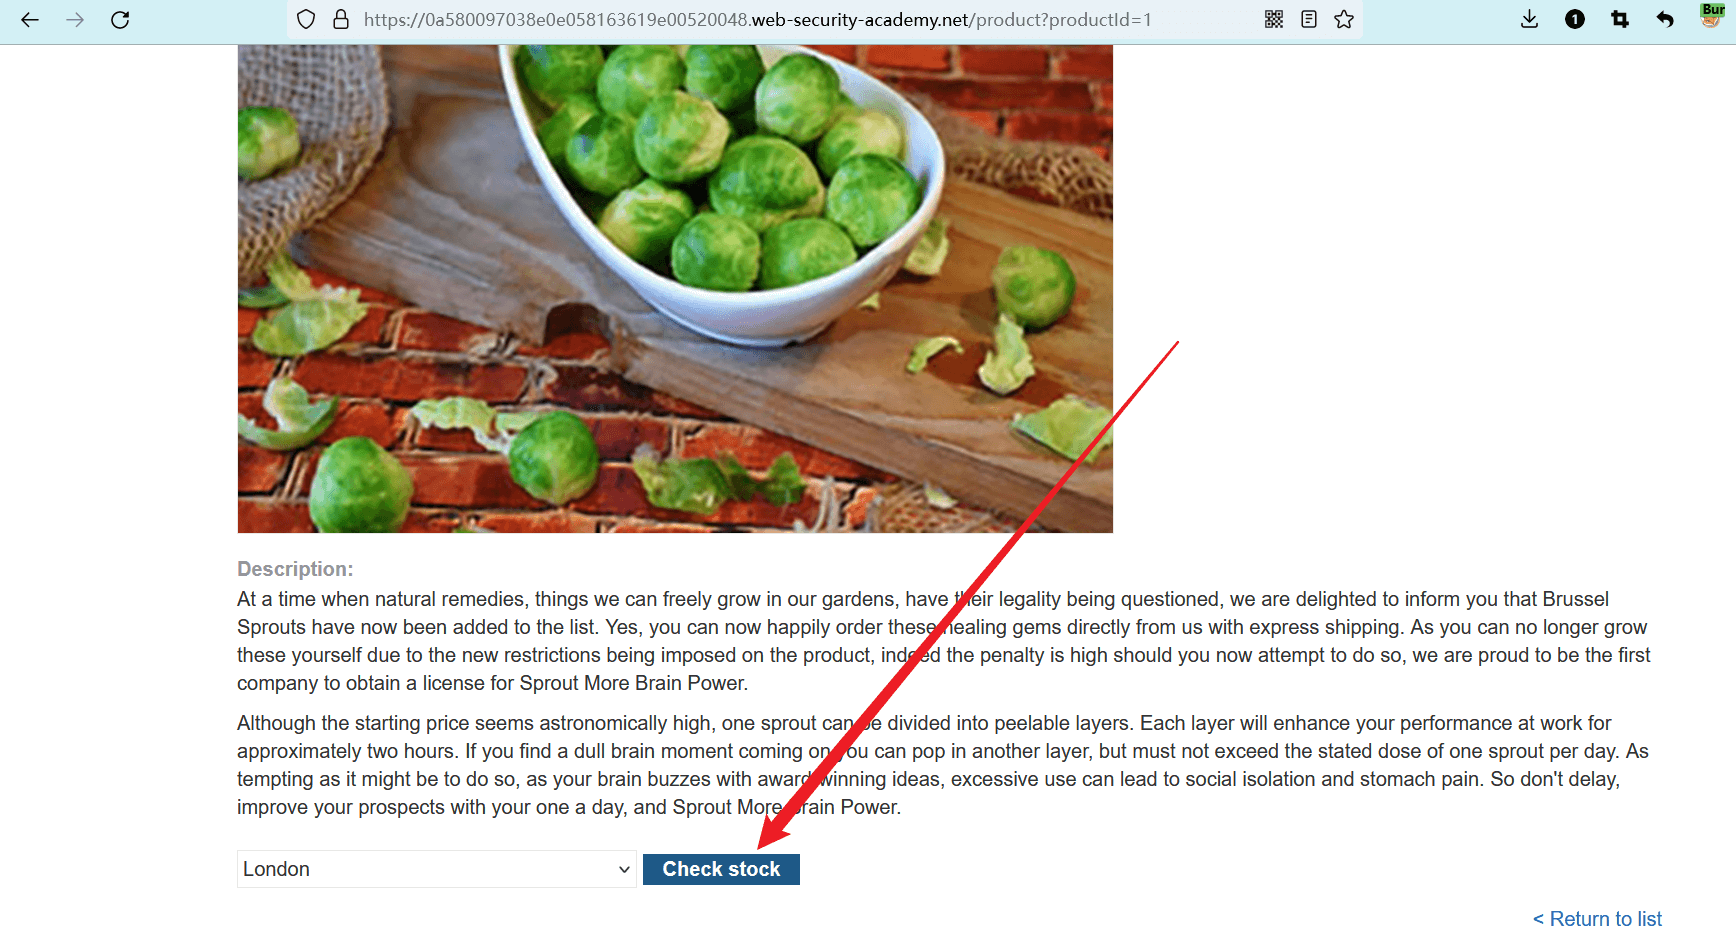 https://0a580097038e0e058163619e00520048.web-security-academy.net/product?productId=1
1
Bur
Description:
At a time when natural remedies, things we can freely grow in our gardens, have their legality being questioned, we are delighted to inform you that Brussel
Sprouts have now been added to the list. Yes, you can now happily order these healing gems directly from us with express shipping. As you can no longer grow
these yourself due to the new restrictions being imposed on the product, indeed the penalty is high should you now attempt to do so, we are proud to be the first
company to obtain a license for Sprout More Brain Power.
Although the starting price seems astronomically high, one sprout can be divided into peelable layers. Each layer will enhance your performance at work for
approximately two hours. If you find a dull brain moment coming on you can pop in another layer, but must not exceed the stated dose of one sprout per day. As
tempting as it might be to do so, as your brain buzzes with award-winning ideas, excessive use can lead to social isolation and stomach pain. So don't delay,
improve your prospects with your one a day, and Sprout More Brain Power.
London
Check stock
< Return to list